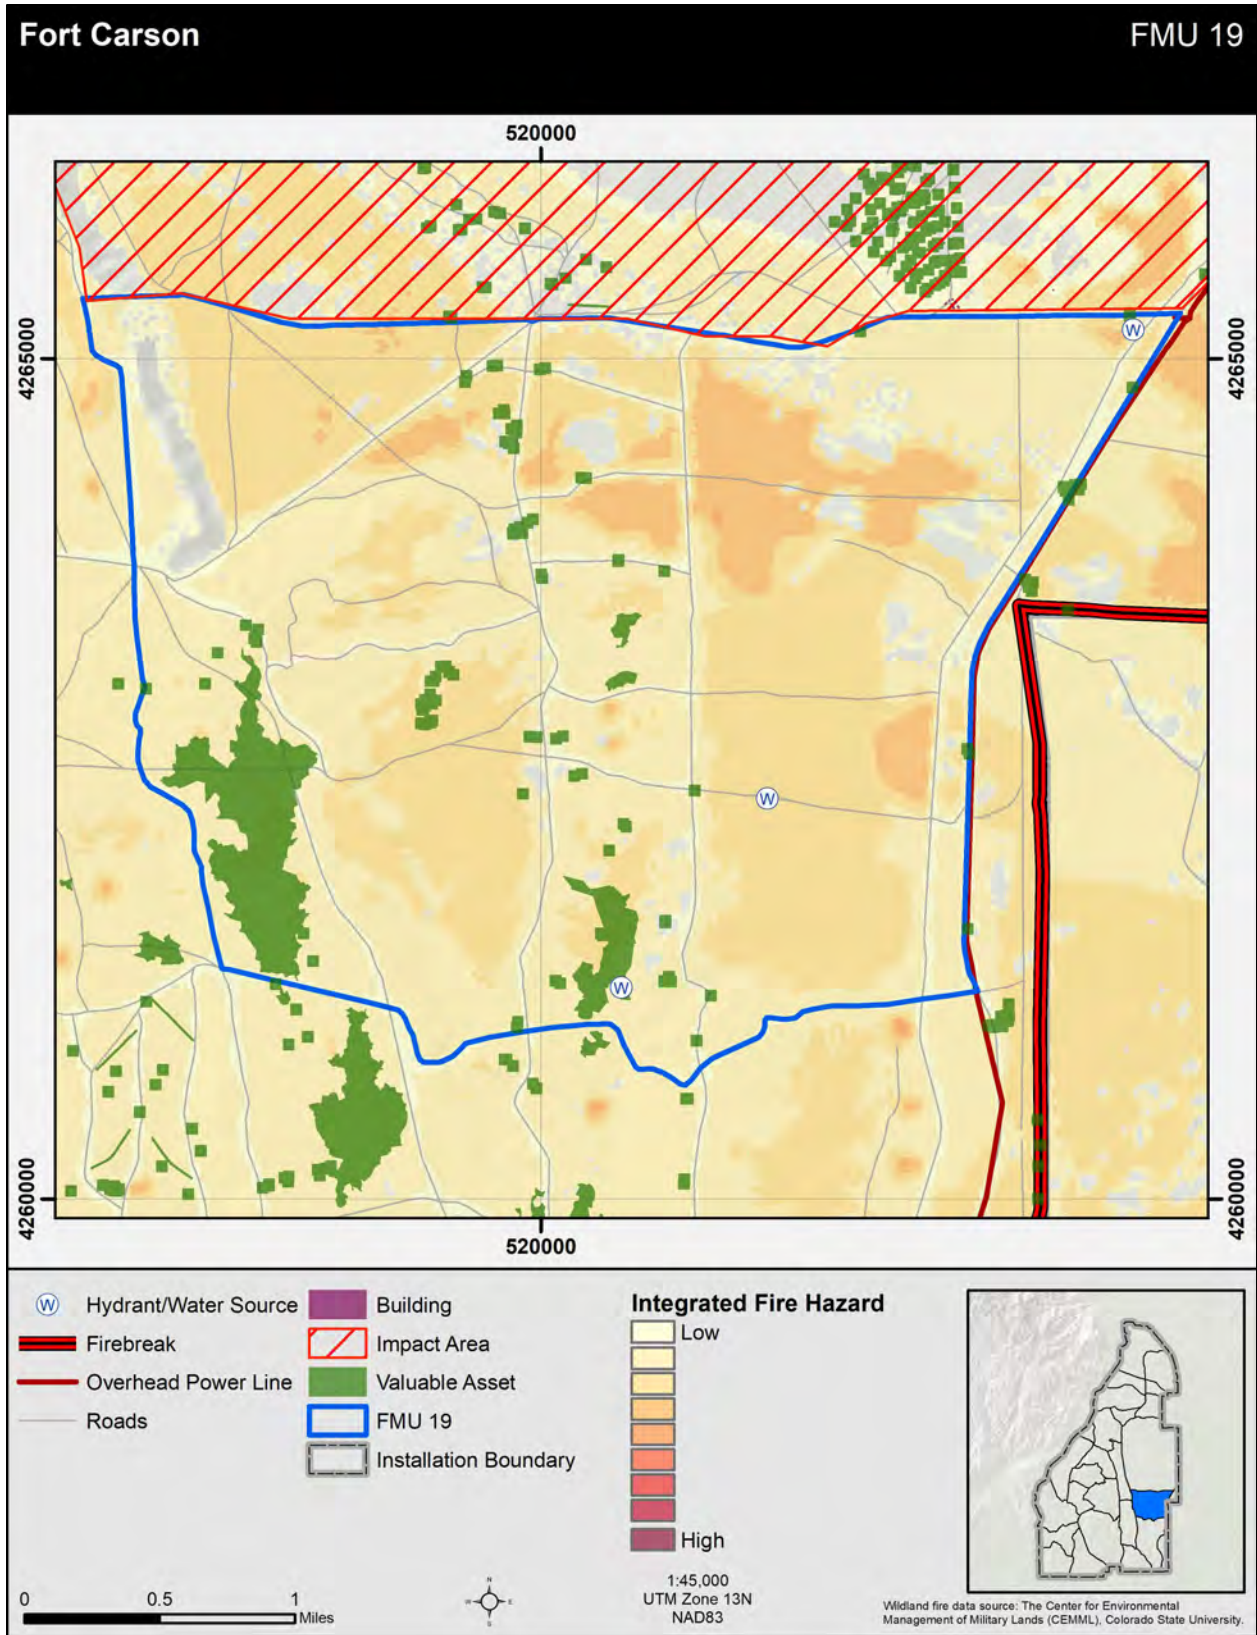 Fort Carson
FMU 19
520000
4265000
4265000
W
W
W
4260000
4260000
520000
W Hydrant/Water Source
Firebreak
Overhead Power Line
Roads
Building
Impact Area
Valuable Asset
FMU 19
Installation Boundary
Integrated Fire Hazard
Low
High
0 0.5 1
Miles
N
W E
S
1:45,000
UTM Zone 13N
NAD83
Wildland fire data source: The Center for Environmental
Management of Military Lands (CEMML), Colorado State University.